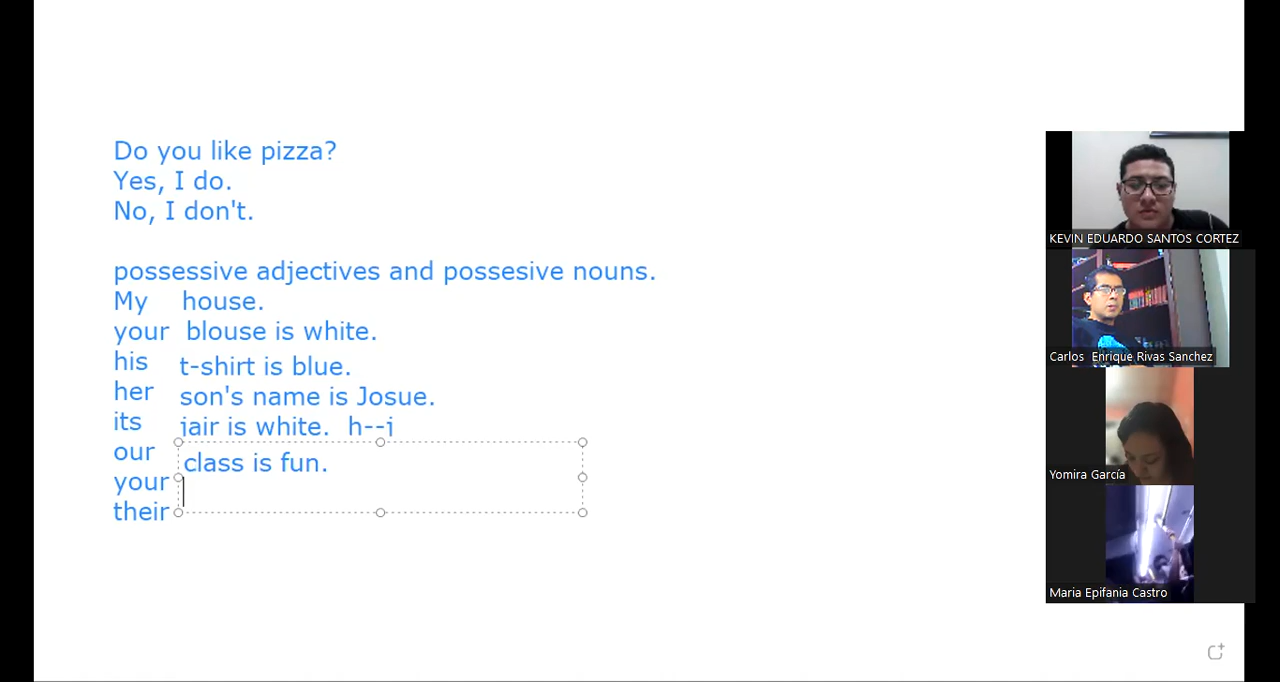 Do you like pizza?
Yes, I do.
No, I don't.
possessive adjectives and possesive nouns.
My house.
your blouse is white.
his t-shirt is blue.
her son's name is Josue.
its jair is white. h--j
our class is fun.
your
their
KEVIN EDUARDO SANTOS CORTEZ
Carlos Enrique Rivas Sanchez
Yomira García
Maria Epifania Castro